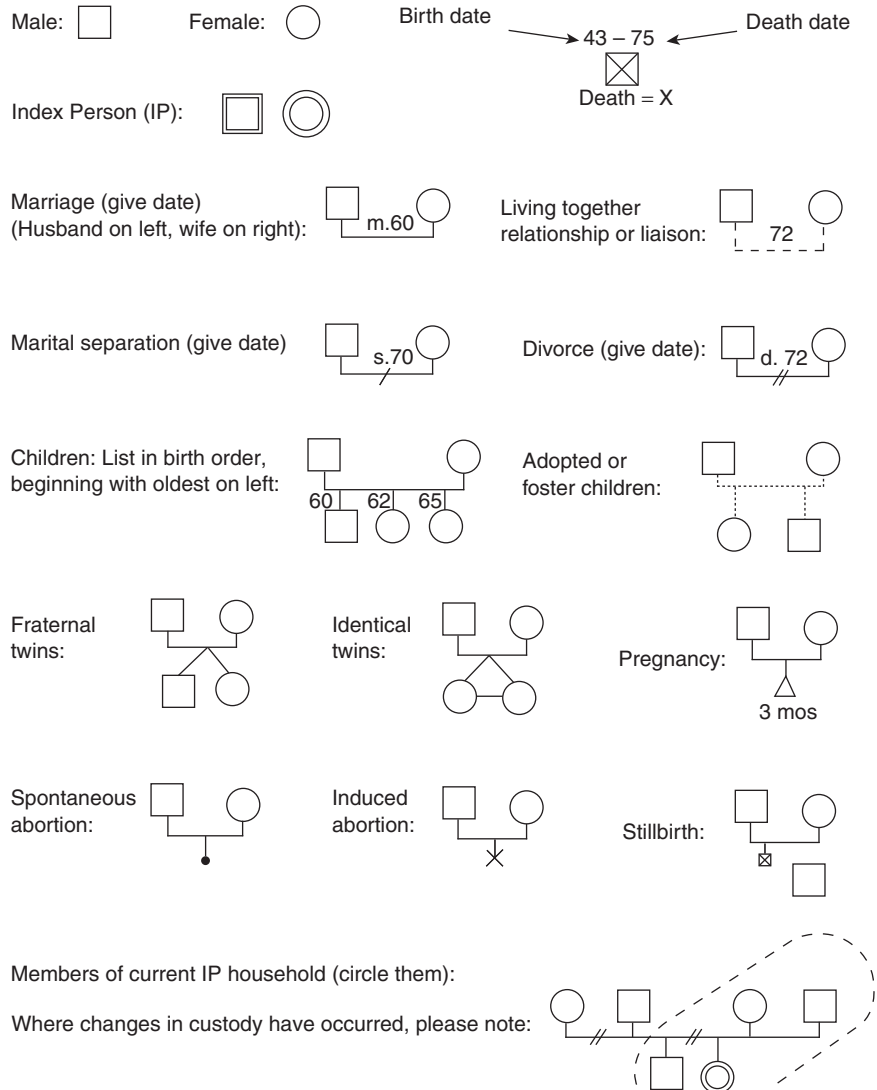 Male:
Female:
Birth date
Death date
43 – 75
Death = X
Index Person (IP):
Marriage (give date)
(Husband on left, wife on right):
m.60
Living together
relationship or liaison:
72
Marital separation (give date)
s.70
Divorce (give date):
d. 72
Children: List in birth order,
beginning with oldest on left:
60 62 65
Adopted or
foster children:
Fraternal
twins:
Identical
twins:
Pregnancy:
3 mos
Spontaneous
abortion:
Induced
abortion:
Stillbirth:
Members of current IP household (circle them):
Where changes in custody have occurred, please note: